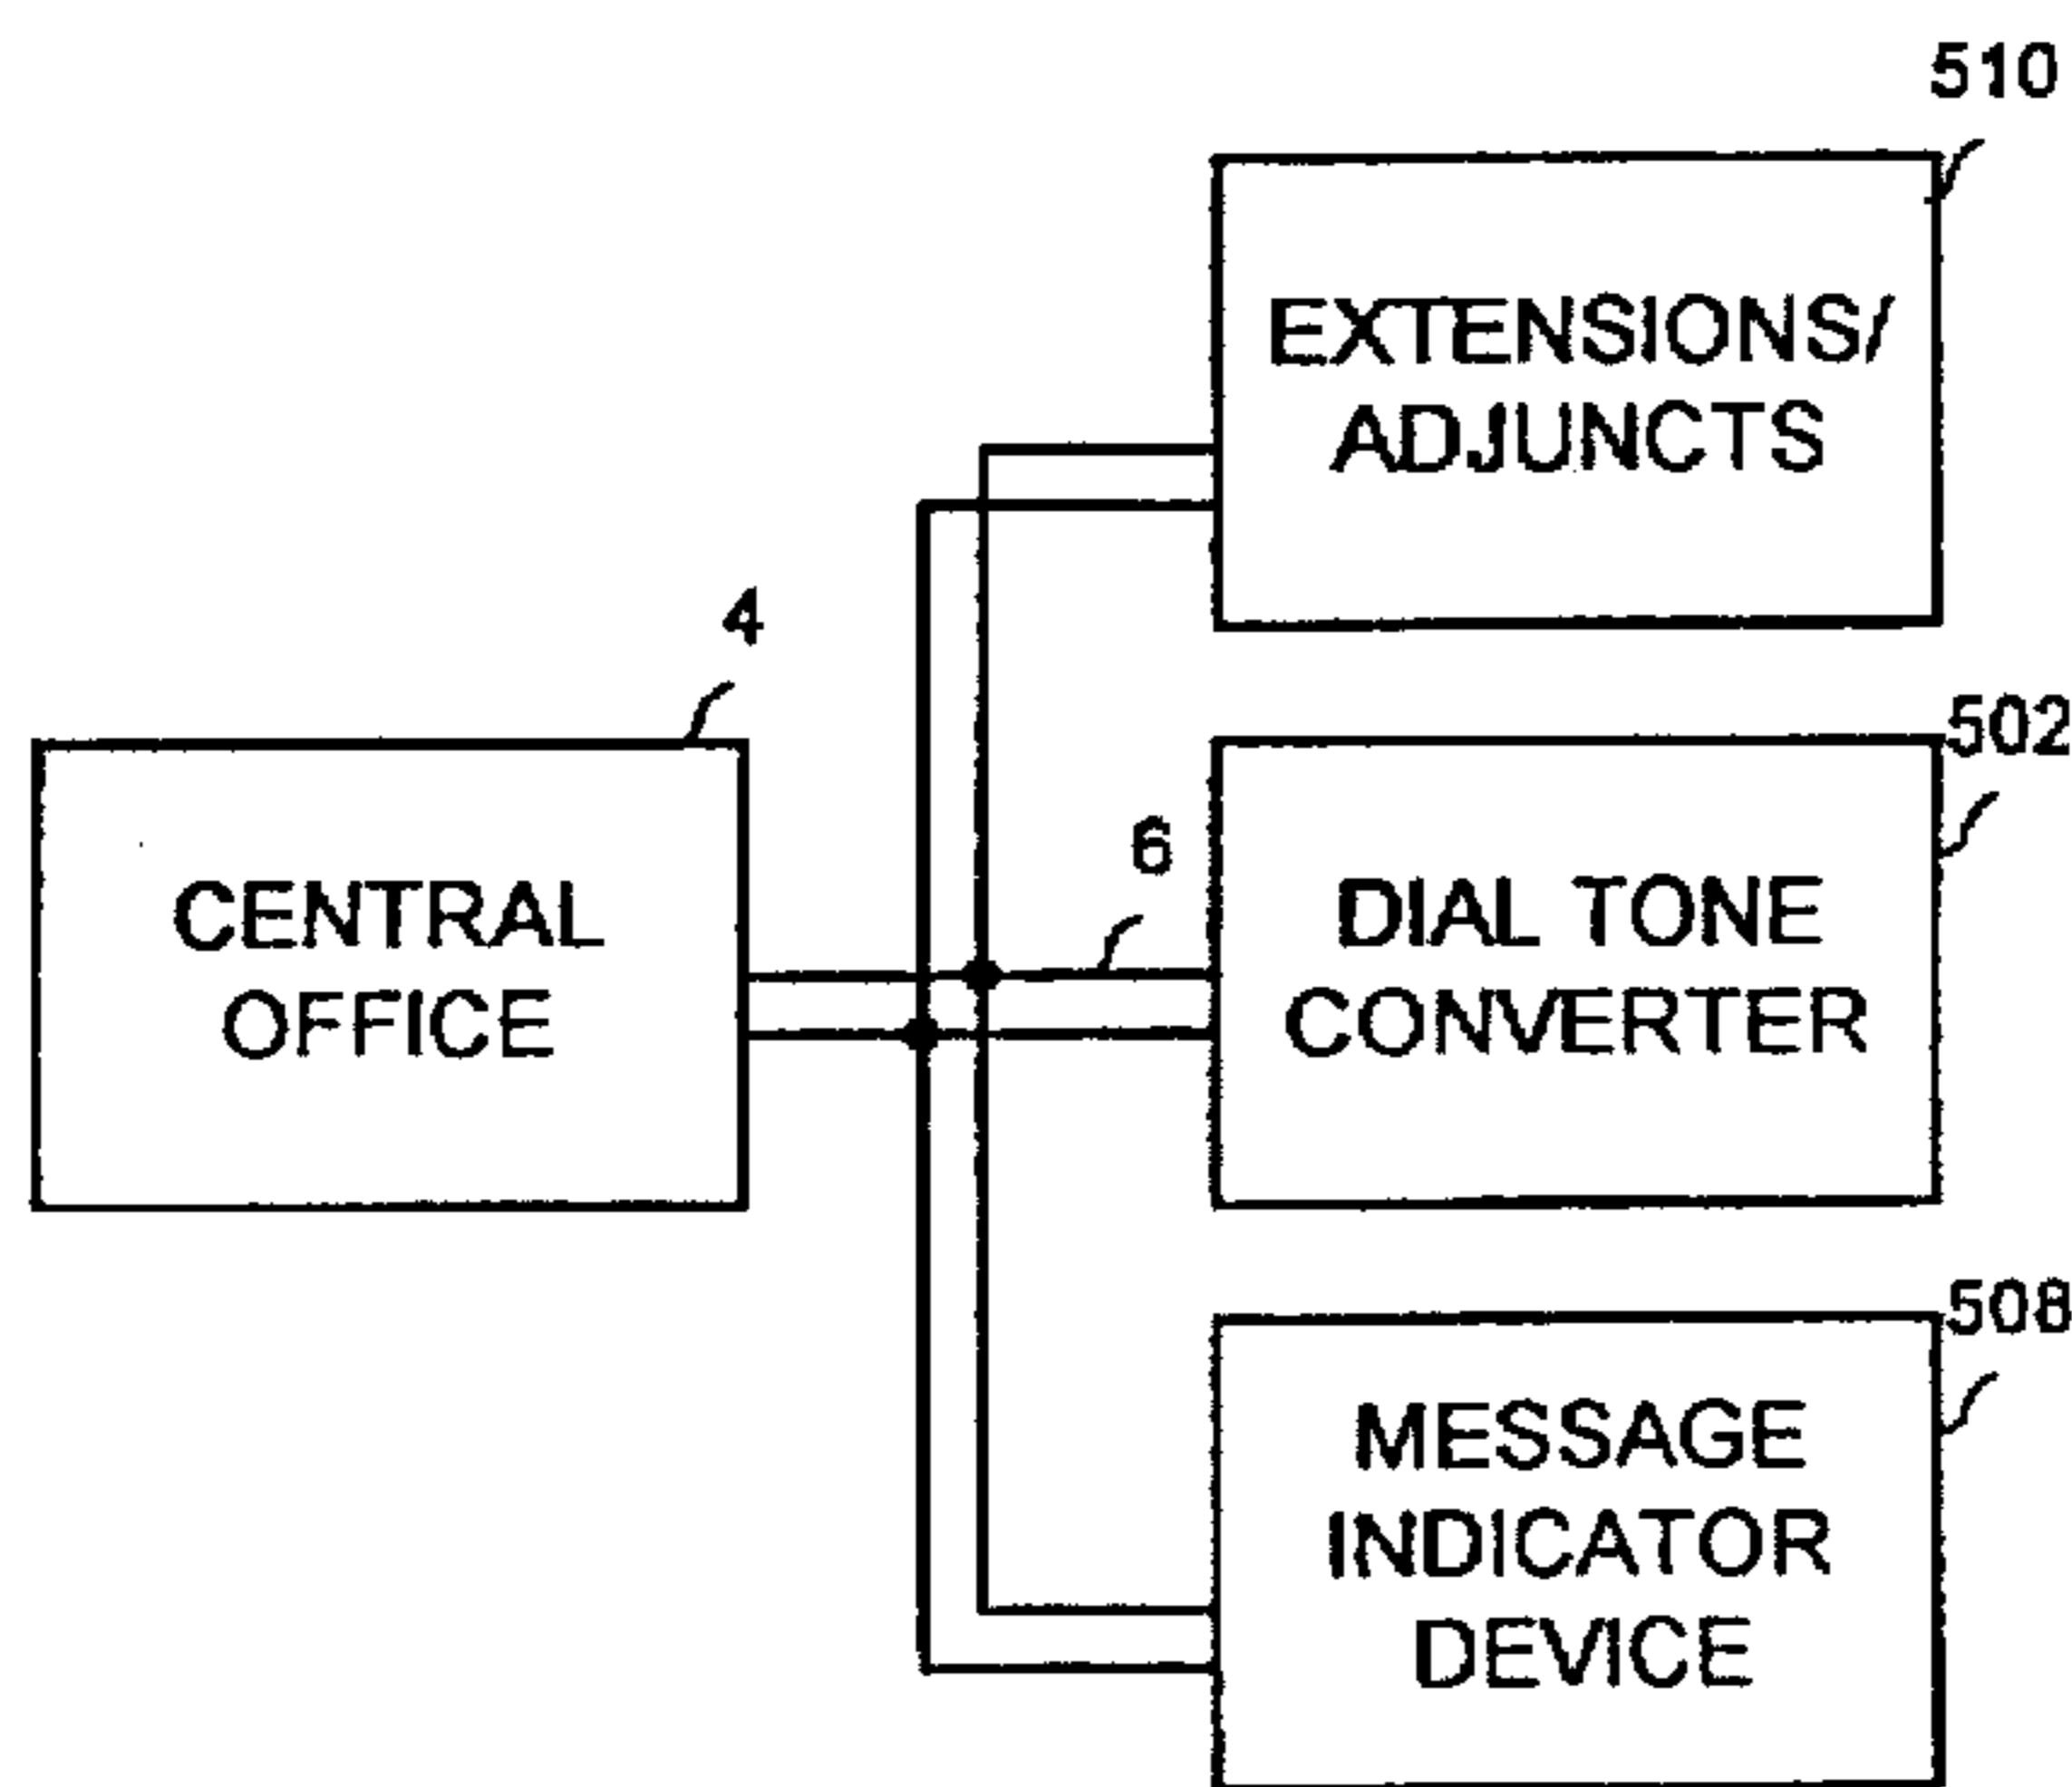 510
EXTENSIONS/
ADJUNCTS
4
502
6
CENTRAL
OFFICE
DIAL TONE
CONVERTER
508
MESSAGE
INDICATOR
DEVICE